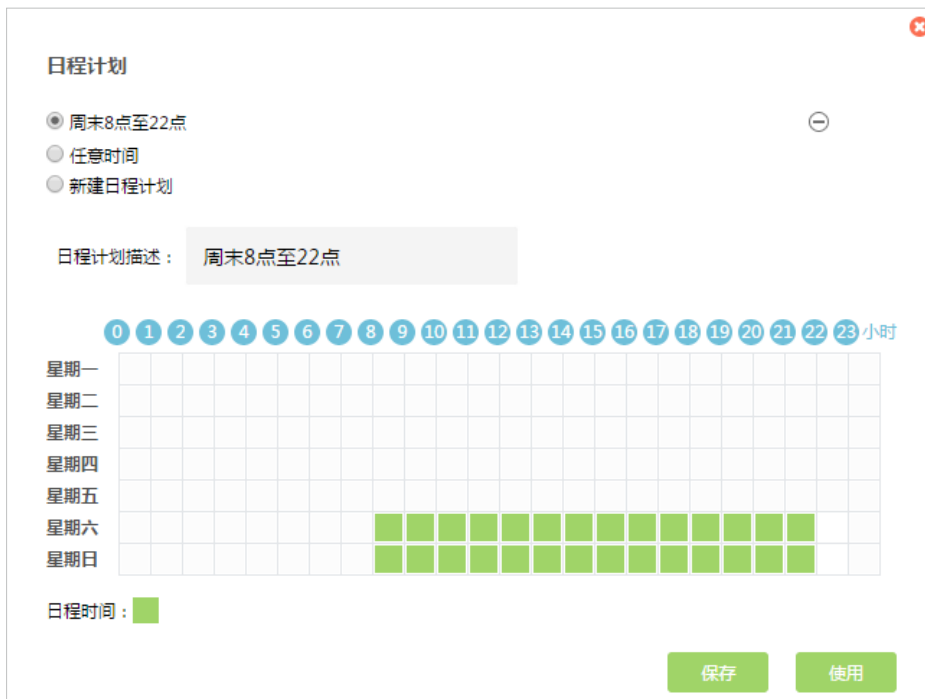 日程计划
周末8点至22点
任意时间
新建日程计划
日程计划描述： 周末8点至22点
0 1 2 3 4 5 6 7 8 9 10 11 12 13 14 15 16 17 18 19 20 21 22 23 小时
星期一
星期二
星期三
星期四
星期五
星期六
星期日
日程时间：
保存 使用